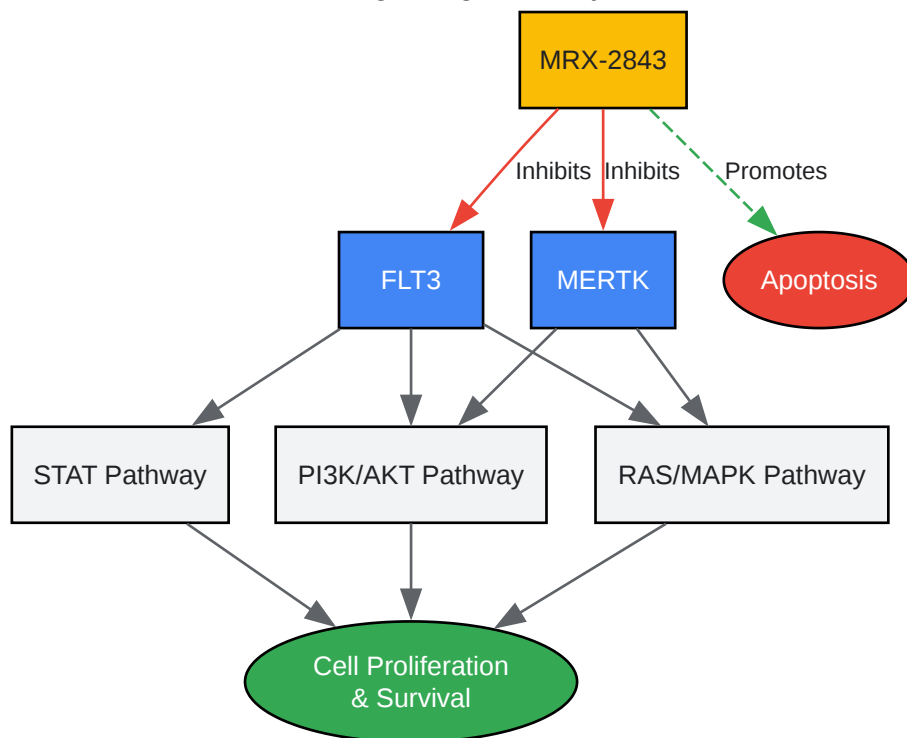 MRX-2843
Inhibits
Inhibits
Promotes
FLT3
MERTK
Apoptosis
STAT Pathway
PI3K/AKT Pathway
RAS/MAPK Pathway
Cell Proliferation
& Survival